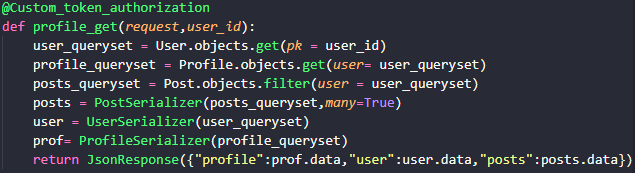 @Custom_token_authorization
def profile_get(request,user_id):
    user_queryset = User.objects.get(pk = user_id)
    profile_queryset = Profile.objects.get(user= user_queryset)
    posts_queryset = Post.objects.filter(user = user_queryset)
    posts = PostSerializer(posts_queryset,many=True)
    user = UserSerializer(user_queryset)
    prof= ProfileSerializer(profile_queryset)
    return JsonResponse({"profile":prof.data,"user":user.data,"posts":posts.data})